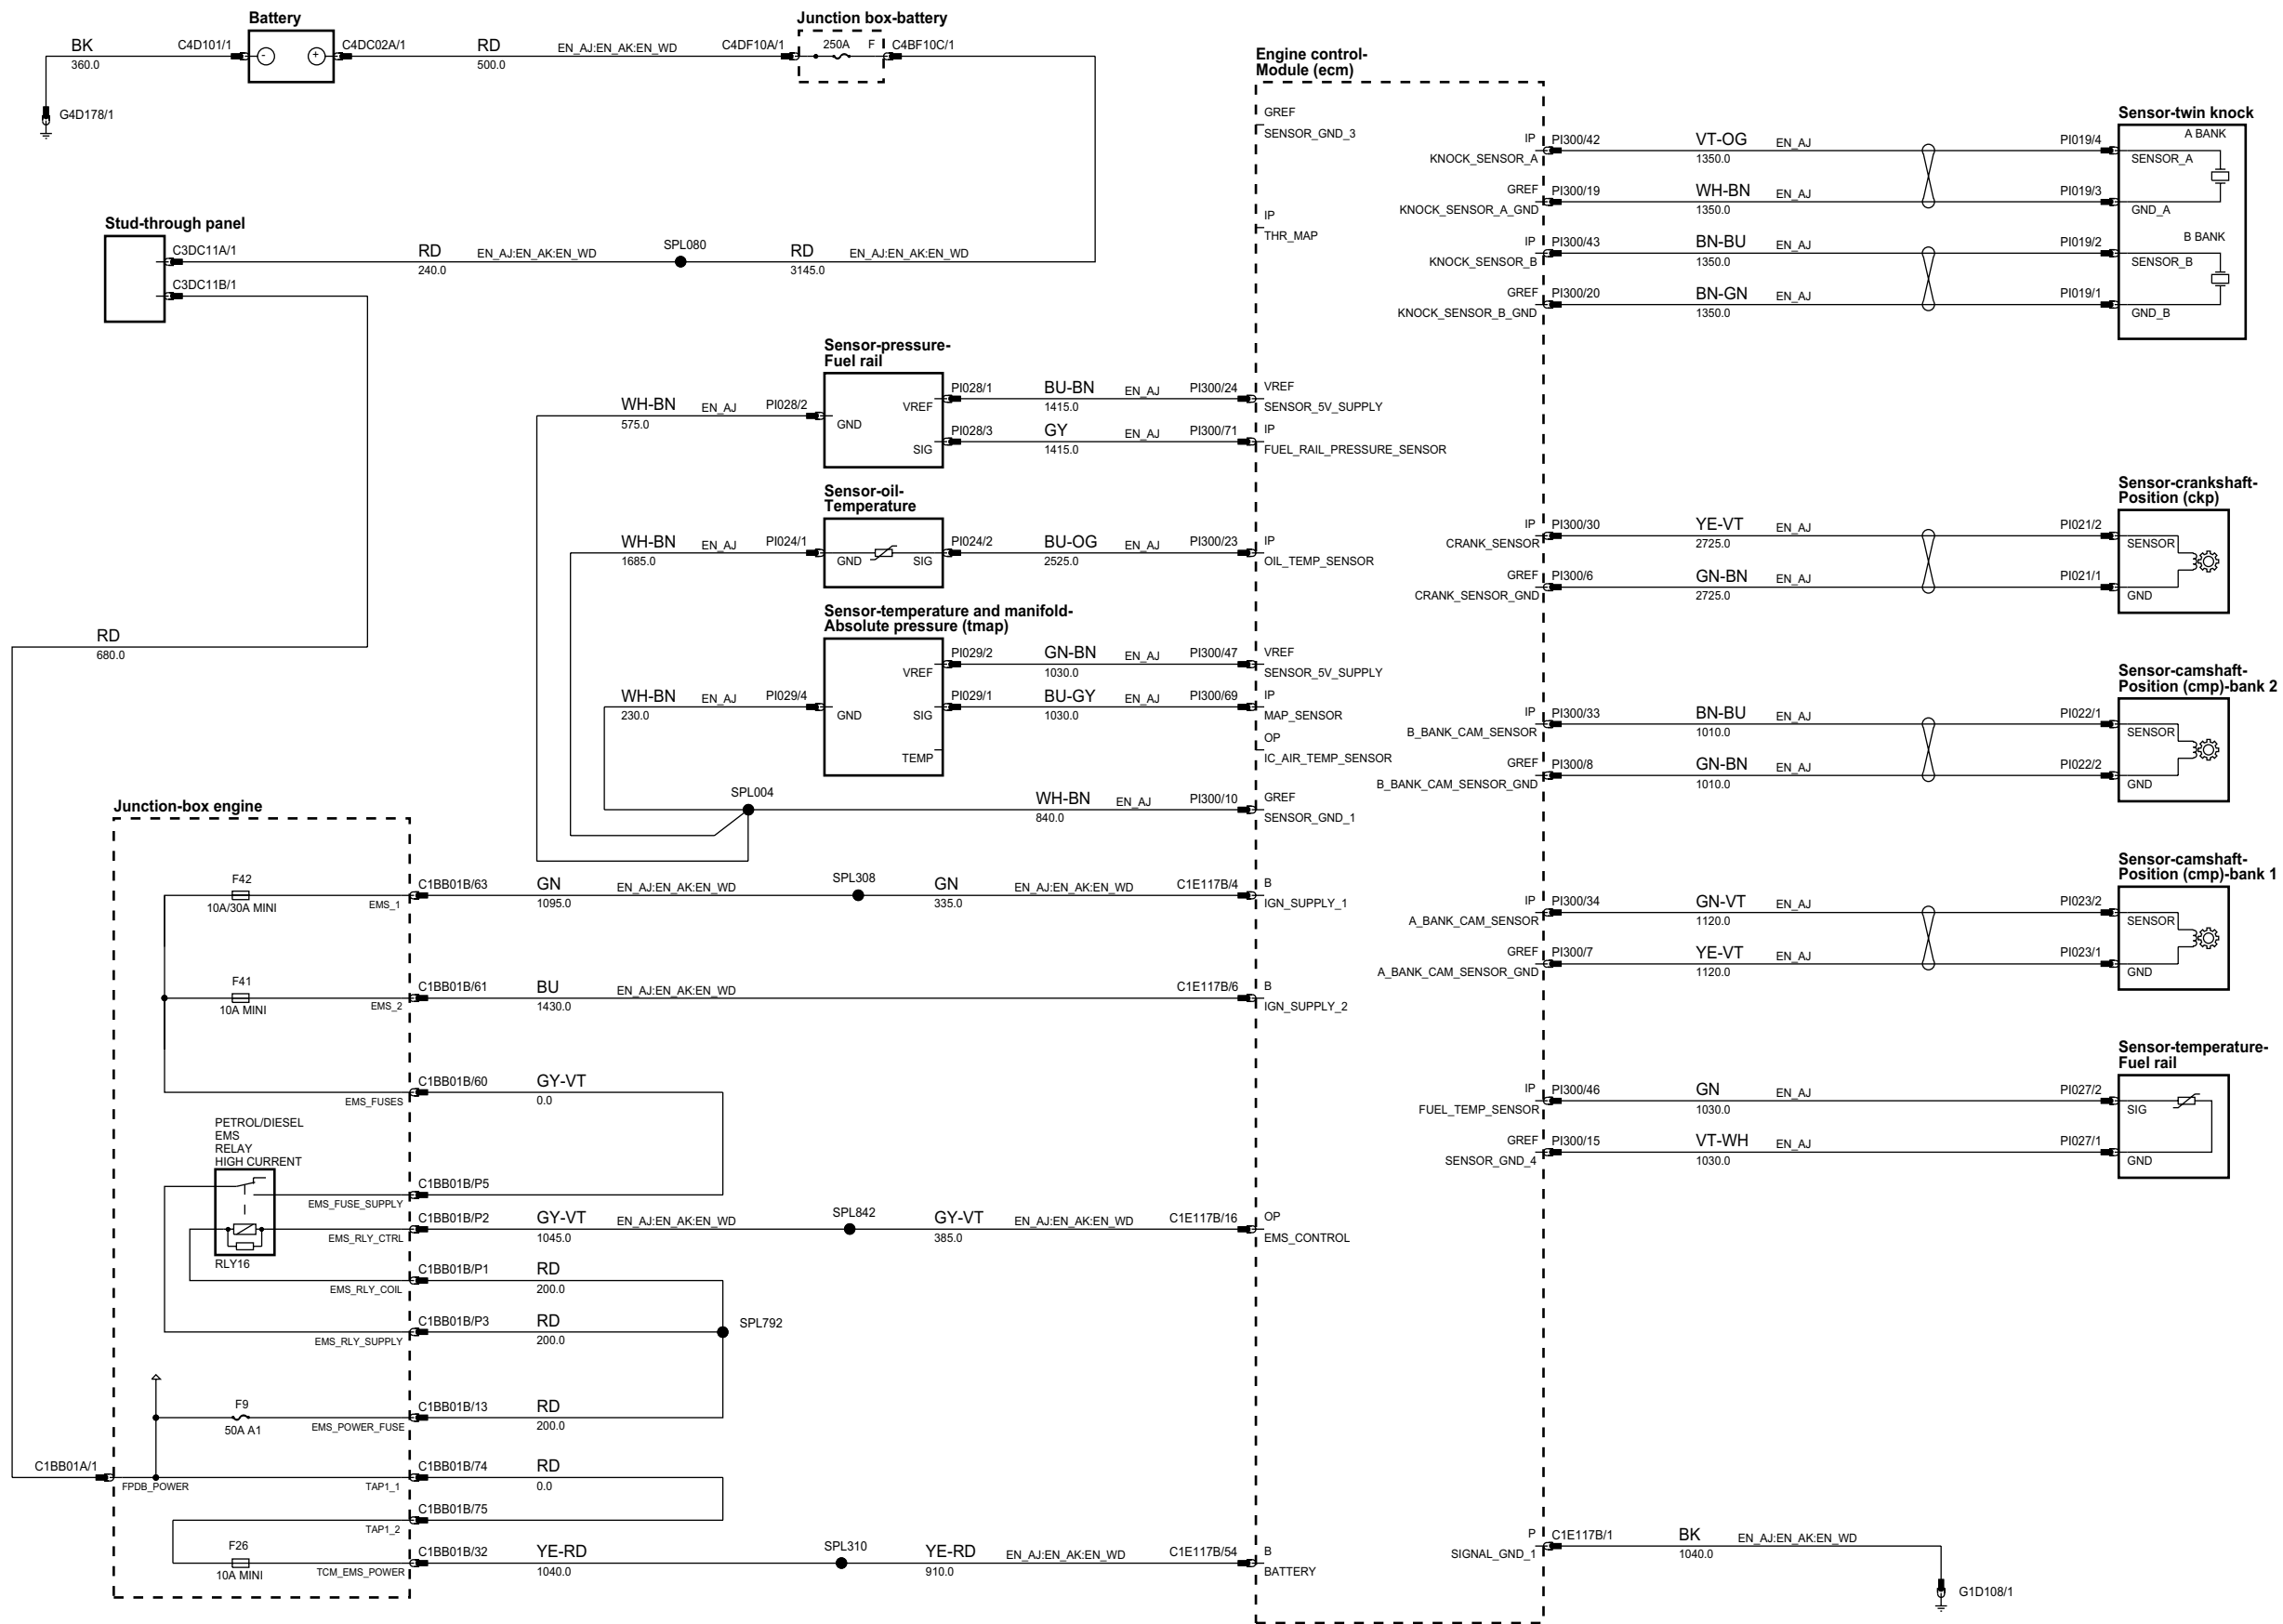 Battery
BK
360.0
C4D101/1
-
+
C4DC02A/1
RD
500.0
EN_AJ:EN_AK:EN_WD
G4D178/1
Junction box-battery
C4DF10A/1
250A
F
C4BF10C/1
Stud-through panel
C3DC11A/1
RD
240.0
EN_AJ:EN_AK:EN_WD
SPL080
RD
3145.0
EN_AJ:EN_AK:EN_WD
C3DC11B/1
RD
680.0
Engine control-
Module (ecm)
GREF
SENSOR_GND_3
IP
THR_MAP
Sensor-pressure-
Fuel rail
WH-BN
575.0
EN_AJ
PI028/2
GND
VREF
SIG
PI028/1
BU-BN
1415.0
EN_AJ
PI300/24
VREF
SENSOR_5V_SUPPLY
PI028/3
GY
1415.0
EN_AJ
PI300/71
IP
FUEL_RAIL_PRESSURE_SENSOR
Sensor-oil-
Temperature
WH-BN
1685.0
EN_AJ
PI024/1
GND
SIG
PI024/2
BU-OG
2525.0
EN_AJ
PI300/23
IP
OIL_TEMP_SENSOR
Sensor-temperature and manifold-
Absolute pressure (tmap)
WH-BN
230.0
EN_AJ
PI029/4
GND
VREF
SIG
TEMP
PI029/2
GN-BN
1030.0
EN_AJ
PI300/47
VREF
SENSOR_5V_SUPPLY
PI029/1
BU-GY
1030.0
EN_AJ
PI300/69
IP
MAP_SENSOR
OP
IC_AIR_TEMP_SENSOR
SPL004
WH-BN
840.0
EN_AJ
PI300/10
GREF
SENSOR_GND_1
Junction-box engine
F42
10A/30A MINI
EMS_1
C1BB01B/63
GN
1095.0
EN_AJ:EN_AK:EN_WD
SPL308
GN
335.0
EN_AJ:EN_AK:EN_WD
C1E117B/4
B
IGN_SUPPLY_1
F41
10A MINI
EMS_2
C1BB01B/61
BU
1430.0
EN_AJ:EN_AK:EN_WD
C1E117B/6
B
IGN_SUPPLY_2
EMS_FUSES
C1BB01B/60
GY-VT
0.0
PETROL/DIESEL
EMS
RELAY
HIGH CURRENT
RLY16
EMS_FUSE_SUPPLY
C1BB01B/P5
EMS_RLY_CTRL
C1BB01B/P2
GY-VT
1045.0
EN_AJ:EN_AK:EN_WD
SPL842
GY-VT
385.0
EN_AJ:EN_AK:EN_WD
C1E117B/16
OP
EMS_CONTROL
EMS_RLY_COIL
C1BB01B/P1
RD
200.0
EMS_RLY_SUPPLY
C1BB01B/P3
RD
200.0
SPL792
F9
50A A1
EMS_POWER_FUSE
C1BB01B/13
RD
200.0
C1BB01A/1
FPDB_POWER
TAP1_1
C1BB01B/74
RD
0.0
TAP1_2
C1BB01B/75
F26
10A MINI
TCM_EMS_POWER
C1BB01B/32
YE-RD
1040.0
SPL310
YE-RD
910.0
EN_AJ:EN_AK:EN_WD
C1E117B/54
B
BATTERY
Sensor-twin knock
IP
KNOCK_SENSOR_A
PI300/42
VT-OG
1350.0
EN_AJ
PI019/4
A BANK
SENSOR_A
GREF
KNOCK_SENSOR_A_GND
PI300/19
WH-BN
1350.0
EN_AJ
PI019/3
GND_A
IP
KNOCK_SENSOR_B
PI300/43
BN-BU
1350.0
EN_AJ
PI019/2
B BANK
SENSOR_B
GREF
KNOCK_SENSOR_B_GND
PI300/20
BN-GN
1350.0
EN_AJ
PI019/1
GND_B
Sensor-crankshaft-
Position (ckp)
IP
CRANK_SENSOR
PI300/30
YE-VT
2725.0
EN_AJ
PI021/2
SENSOR
GREF
CRANK_SENSOR_GND
PI300/6
GN-BN
2725.0
EN_AJ
PI021/1
GND
Sensor-camshaft-
Position (cmp)-bank 2
IP
B_BANK_CAM_SENSOR
PI300/33
BN-BU
1010.0
EN_AJ
PI022/1
SENSOR
GREF
B_BANK_CAM_SENSOR_GND
PI300/8
GN-BN
1010.0
EN_AJ
PI022/2
GND
Sensor-camshaft-
Position (cmp)-bank 1
IP
A_BANK_CAM_SENSOR
PI300/34
GN-VT
1120.0
EN_AJ
PI023/2
SENSOR
GREF
A_BANK_CAM_SENSOR_GND
PI300/7
YE-VT
1120.0
EN_AJ
PI023/1
GND
Sensor-temperature-
Fuel rail
IP
FUEL_TEMP_SENSOR
PI300/46
GN
1030.0
EN_AJ
PI027/2
SIG
GREF
SENSOR_GND_4
PI300/15
VT-WH
1030.0
EN_AJ
PI027/1
GND
P
SIGNAL_GND_1
C1E117B/1
BK
1040.0
EN_AJ:EN_AK:EN_WD
G1D108/1